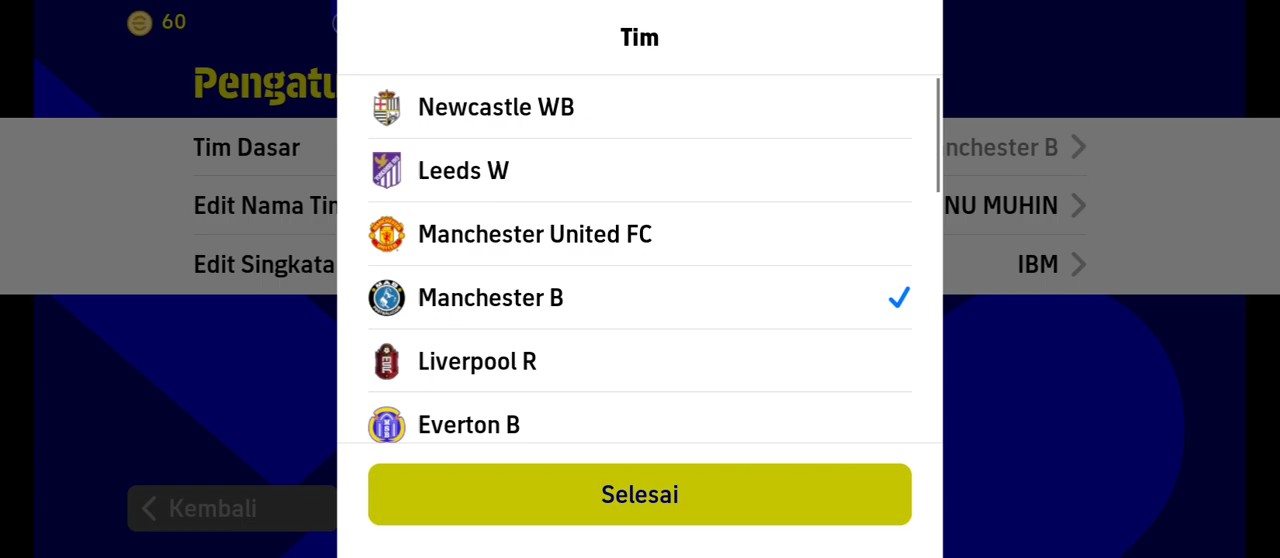 60
Tim
Pengatu
Newcastle WB
Tim Dasar
nchester B
Leeds W
Edit Nama Tim
NU MUHIN
Manchester United FC
Edit Singkata
IBM
Manchester B
Liverpool R
Everton B
Selesai
Kembali